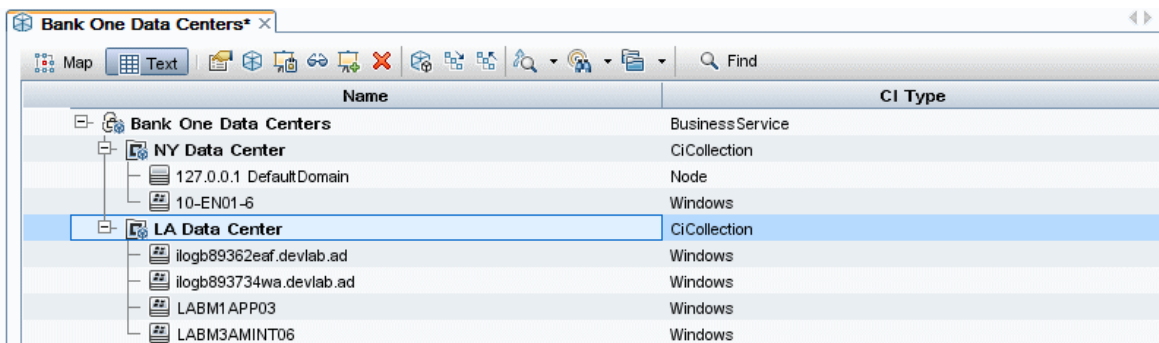 Bank One Data Centers*
Map Text Find
Name CI Type
Bank One Data Centers BusinessService
NY Data Center CiCollection
127.0.0.1 DefaultDomain Node
10-EN01-6 Windows
LA Data Center CiCollection
ilogb89362eaf.devlab.ad Windows
ilogb893734wa.devlab.ad Windows
LABM1APP03 Windows
LABM3AMINT06 Windows